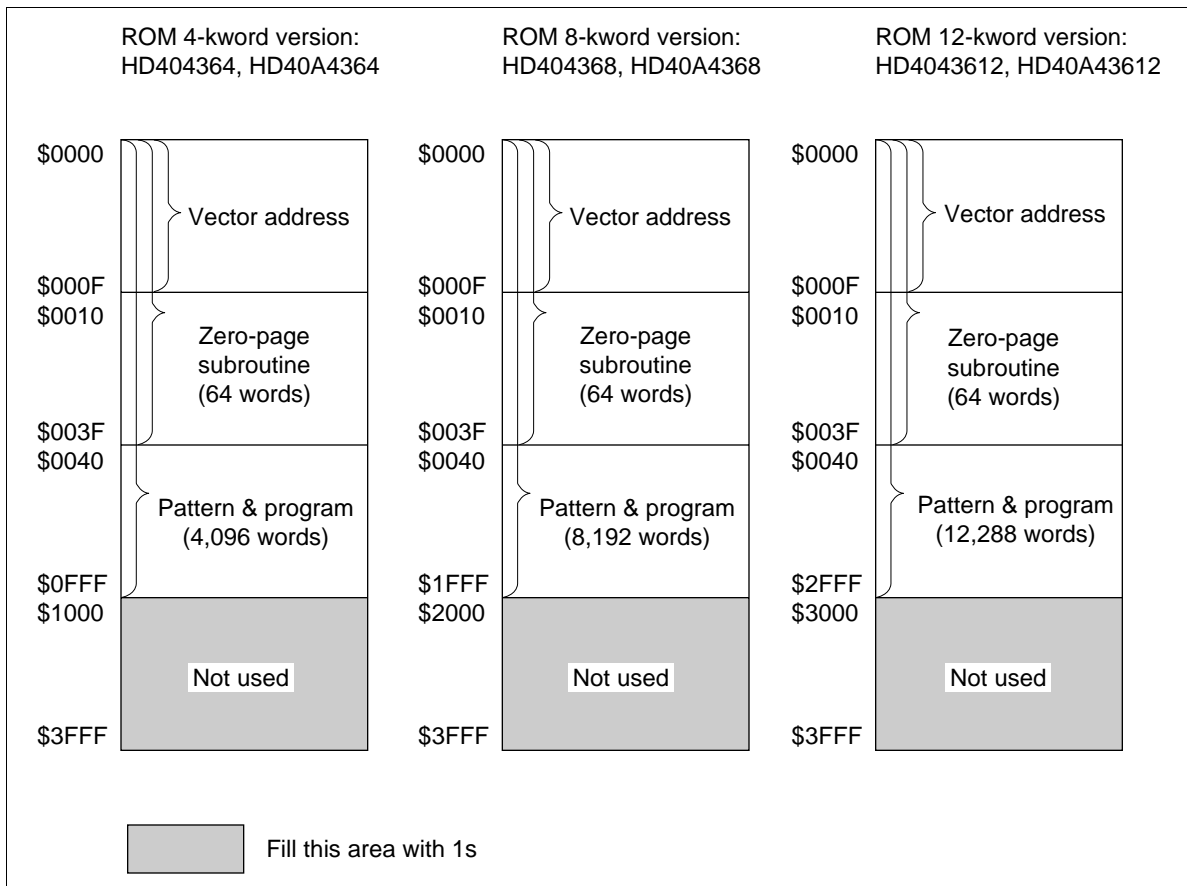 ROM 4-kword version:
HD404364, HD40A4364
$0000
Vector address
$000F
$0010
Zero-page
subroutine
(64 words)
$003F
$0040
Pattern & program
(4,096 words)
$0FFF
$1000
Not used
$3FFF
ROM 8-kword version:
HD404368, HD40A4368
$0000
Vector address
$000F
$0010
Zero-page
subroutine
(64 words)
$003F
$0040
Pattern & program
(8,192 words)
$1FFF
$2000
Not used
$3FFF
ROM 12-kword version:
HD4043612, HD40A43612
$0000
Vector address
$000F
$0010
Zero-page
subroutine
(64 words)
$003F
$0040
Pattern & program
(12,288 words)
$2FFF
$3000
Not used
$3FFF
Fill this area with 1s